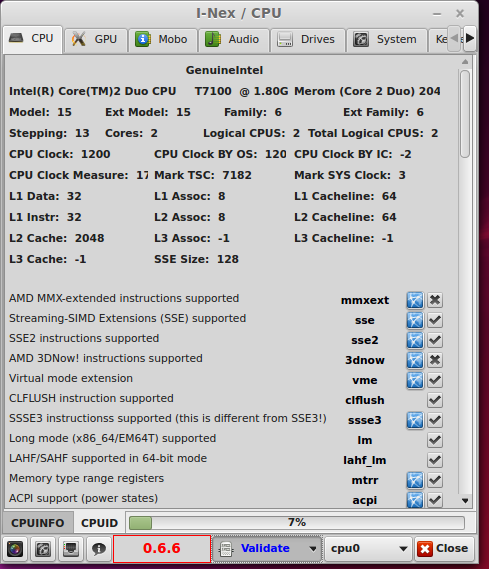 I-Nex / CPU
CPU GPU Mobo Audio Drives System Ke
GenuineIntel
Intel(R) Core(TM)2 Duo CPU T7100 @ 1.80G Merom (Core 2 Duo) 204
Model: 15 Ext Model: 15 Family: 6 Ext Family: 6
Stepping: 13 Cores: 2 Logical CPUS: 2 Total Logical CPUS: 2
CPU Clock: 1200 CPU Clock BY OS: 120 CPU Clock BY IC: -2
CPU Clock Measure: 17 Mark TSC: 7182 Mark SYS Clock: 3
L1 Data: 32 L1 Assoc: 8 L1 Cacheline: 64
L1 Instr: 32 L2 Assoc: 8 L2 Cacheline: 64
L2 Cache: 2048 L3 Assoc: -1 L3 Cacheline: -1
L3 Cache: -1 SSE Size: 128
AMD MMX-extended instructions supported mmxext
Streaming-SIMD Extensions (SSE) supported sse
SSE2 instructions supported sse2
AMD 3DNow! instructions supported 3dnow
Virtual mode extension vme
CLFLUSH instruction supported clflush
SSSE3 instructionss supported (this is different from SSE3!) ssse3
Long mode (x86_64/EM64T) supported lm
LAHF/SAHF supported in 64-bit mode lahf_lm
Memory type range registers mtrr
ACPI support (power states) acpi
CPUINFO CPUID 7%
0.6.6 Validate cpu0 Close